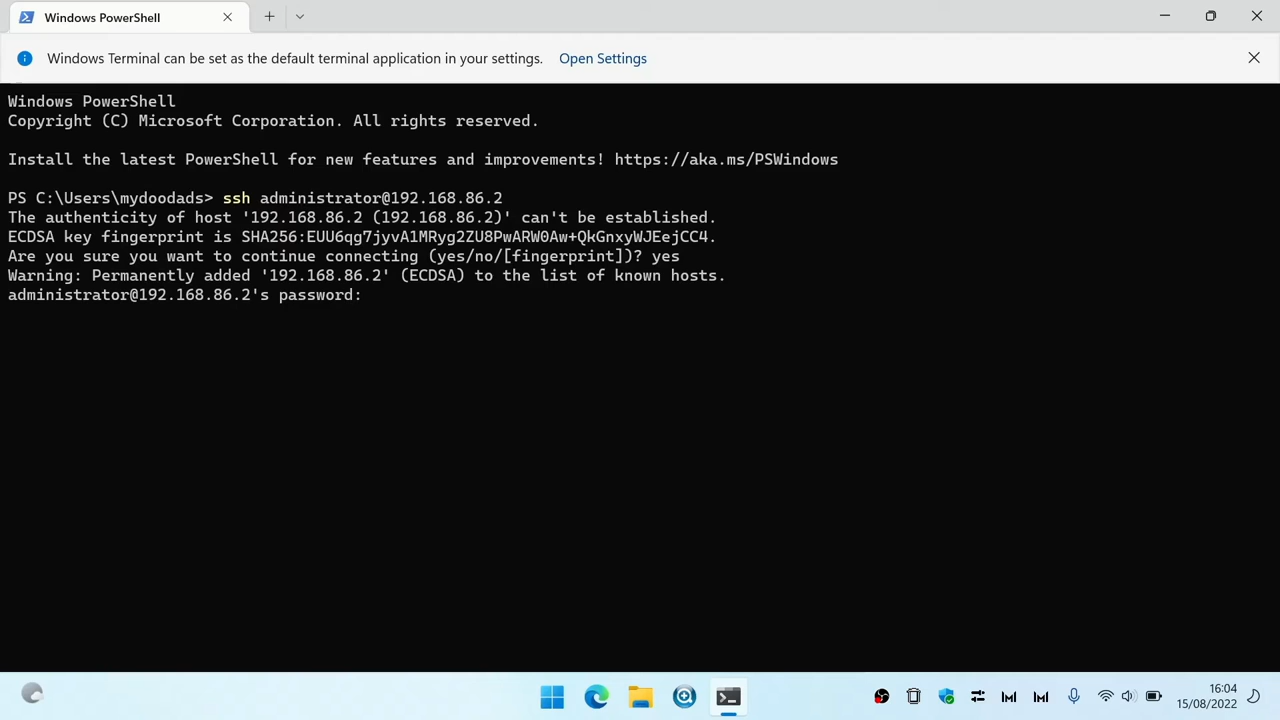 Windows PowerShell
Windows Terminal can be set as the default terminal application in your settings. Open Settings
Windows PowerShell
Copyright (C) Microsoft Corporation. All rights reserved.
Install the latest PowerShell for new features and improvements! https://aka.ms/PSWindows
PS C:\Users\mydoodads> ssh administrator@192.168.86.2
The authenticity of host '192.168.86.2 (192.168.86.2)' can't be established.
ECDSA key fingerprint is SHA256:EUU6qg7jyvA1MRyg2ZU8PwARW0Aw+QkGnxyWJEejCC4.
Are you sure you want to continue connecting (yes/no/[fingerprint])? yes
Warning: Permanently added '192.168.86.2' (ECDSA) to the list of known hosts.
administrator@192.168.86.2's password:
16:04
15/08/2022